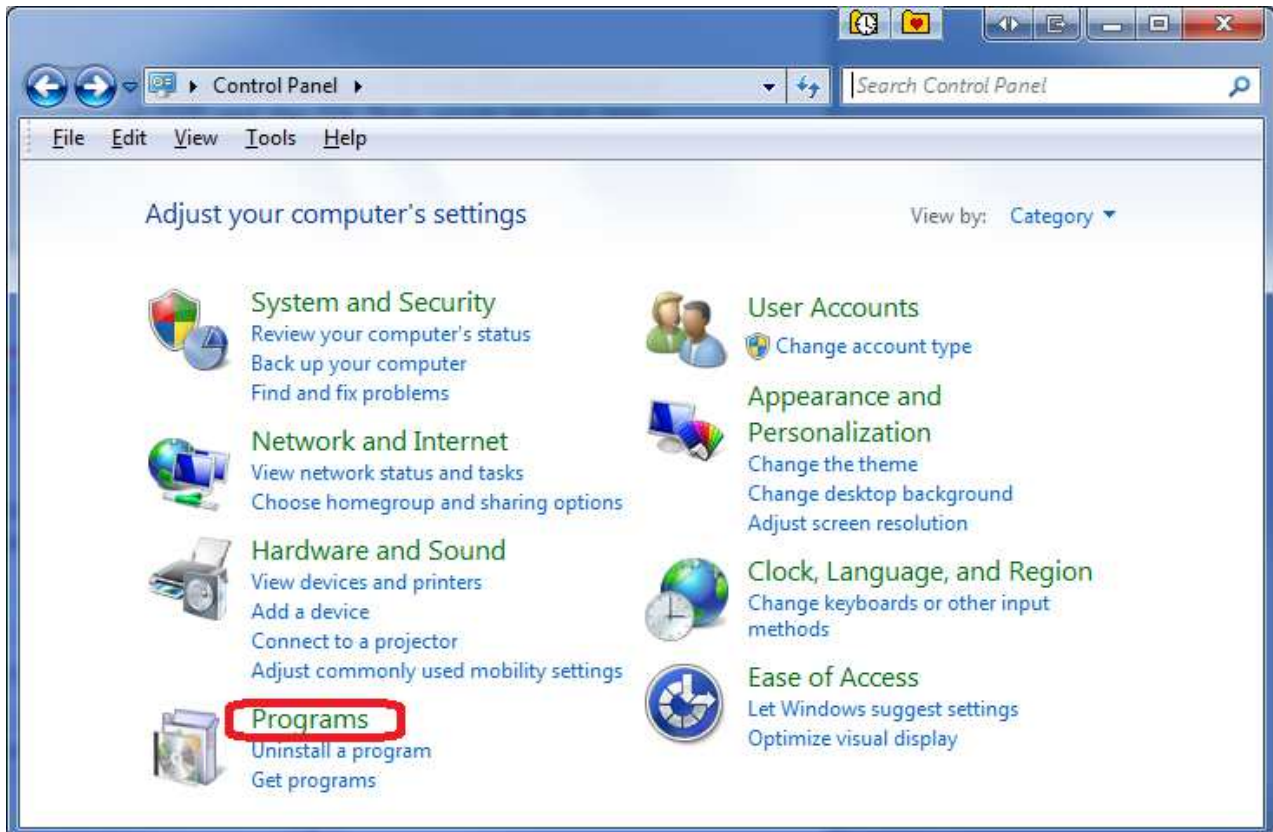 Control Panel
Search Control Panel
File Edit View Tools Help
Adjust your computer's settings
View by: Category
System and Security
Review your computer's status
Back up your computer
Find and fix problems
Network and Internet
View network status and tasks
Choose homegroup and sharing options
Hardware and Sound
View devices and printers
Add a device
Connect to a projector
Adjust commonly used mobility settings
Programs
Uninstall a program
Get programs
User Accounts
Change account type
Appearance and
Personalization
Change the theme
Change desktop background
Adjust screen resolution
Clock, Language, and Region
Change keyboards or other input
methods
Ease of Access
Let Windows suggest settings
Optimize visual display